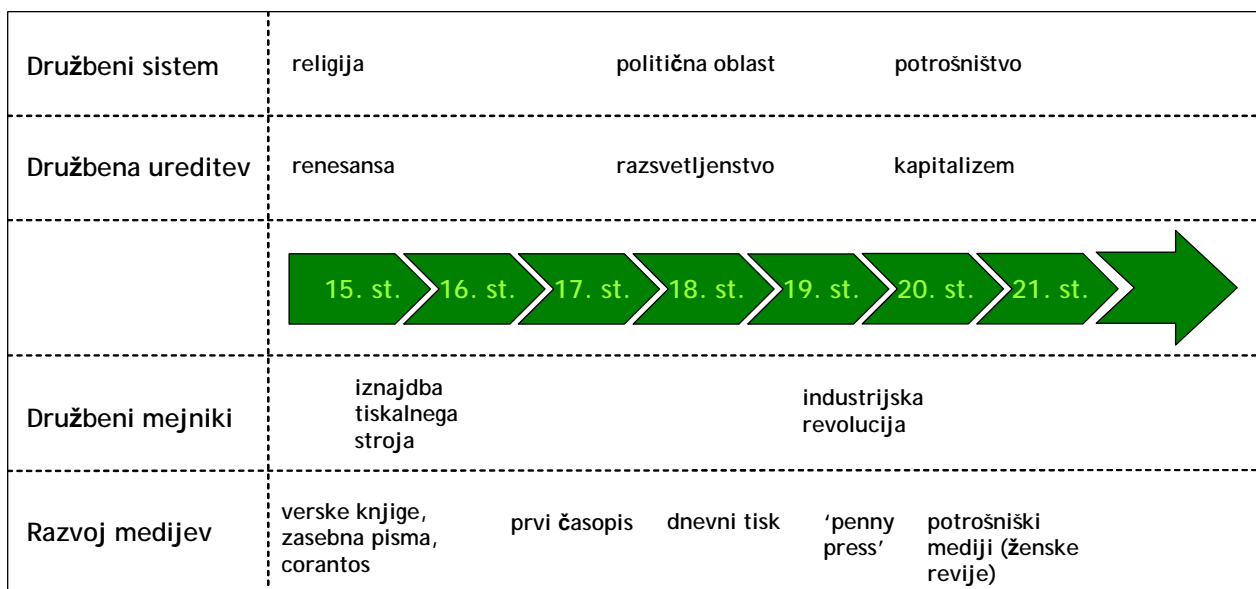 Družbeni sistem
religija
politična oblast
potrošništvo
Družbena ureditev
renesansa
razsvetljenstvo
kapitalizem
15. st.
16. st.
17. st.
18. st.
19. st.
20. st.
21. st.
Družbeni mejniki
iznajdba
tiskalnega
stroja
industrijska
revolucija
Razvoj medijev
verske knjige,
zasebna pisma,
corantos
prvi časopis
dnevni tisk
‘penny
press’
potrošniški
mediji (ženske
revije)